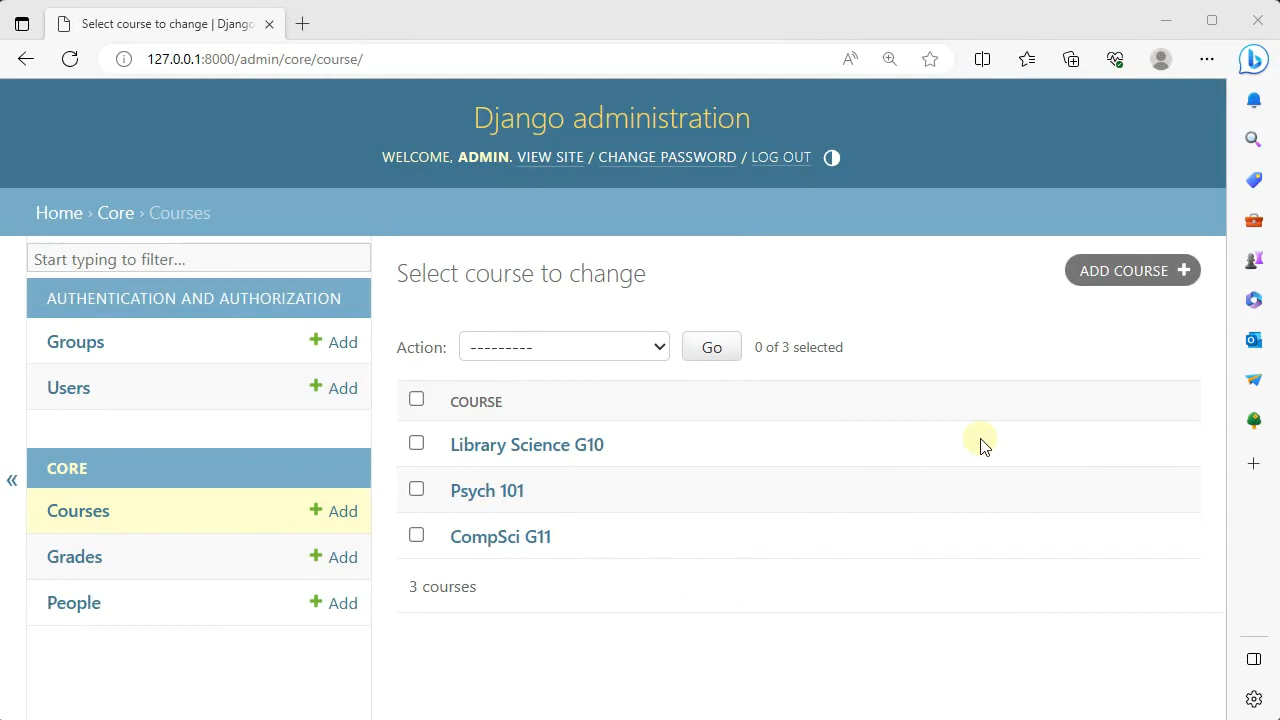 Select course to change | Djang
127.0.0.1:8000/admin/core/course/
Django administration
WELCOME, ADMIN. VIEW SITE / CHANGE PASSWORD / LOG OUT
Home › Core › Courses
Start typing to filter...
AUTHENTICATION AND AUTHORIZATION
Groups + Add
Users + Add
CORE
« 
Courses + Add
Grades + Add
People + Add
Select course to change
ADD COURSE +
Action: --------- Go 0 of 3 selected
COURSE
Library Science G10
Psych 101
CompSci G11
3 courses